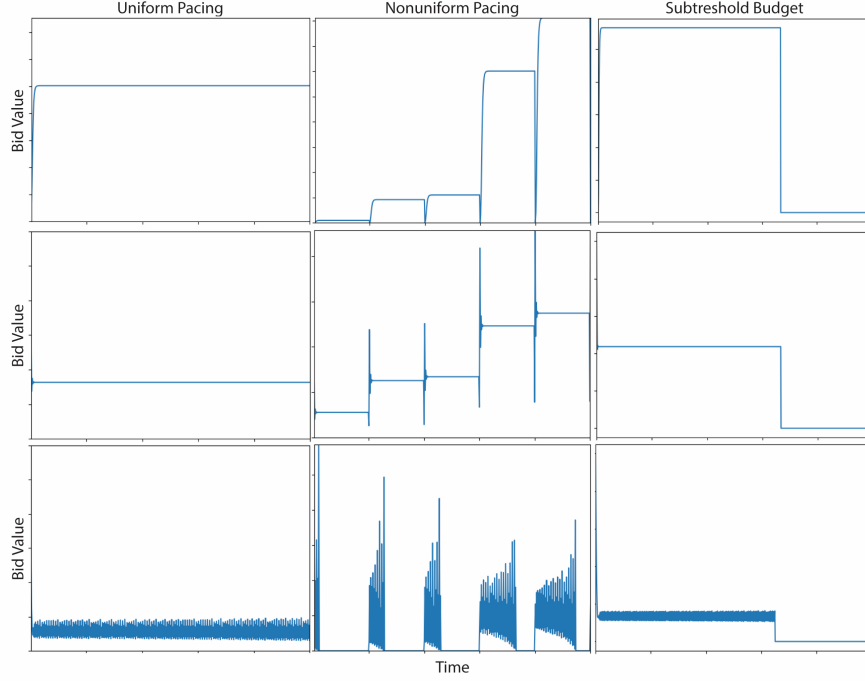 Uniform Pacing
Nonuniform Pacing
Subtreshold Budget
Bid Value
Bid Value
Bid Value
Time